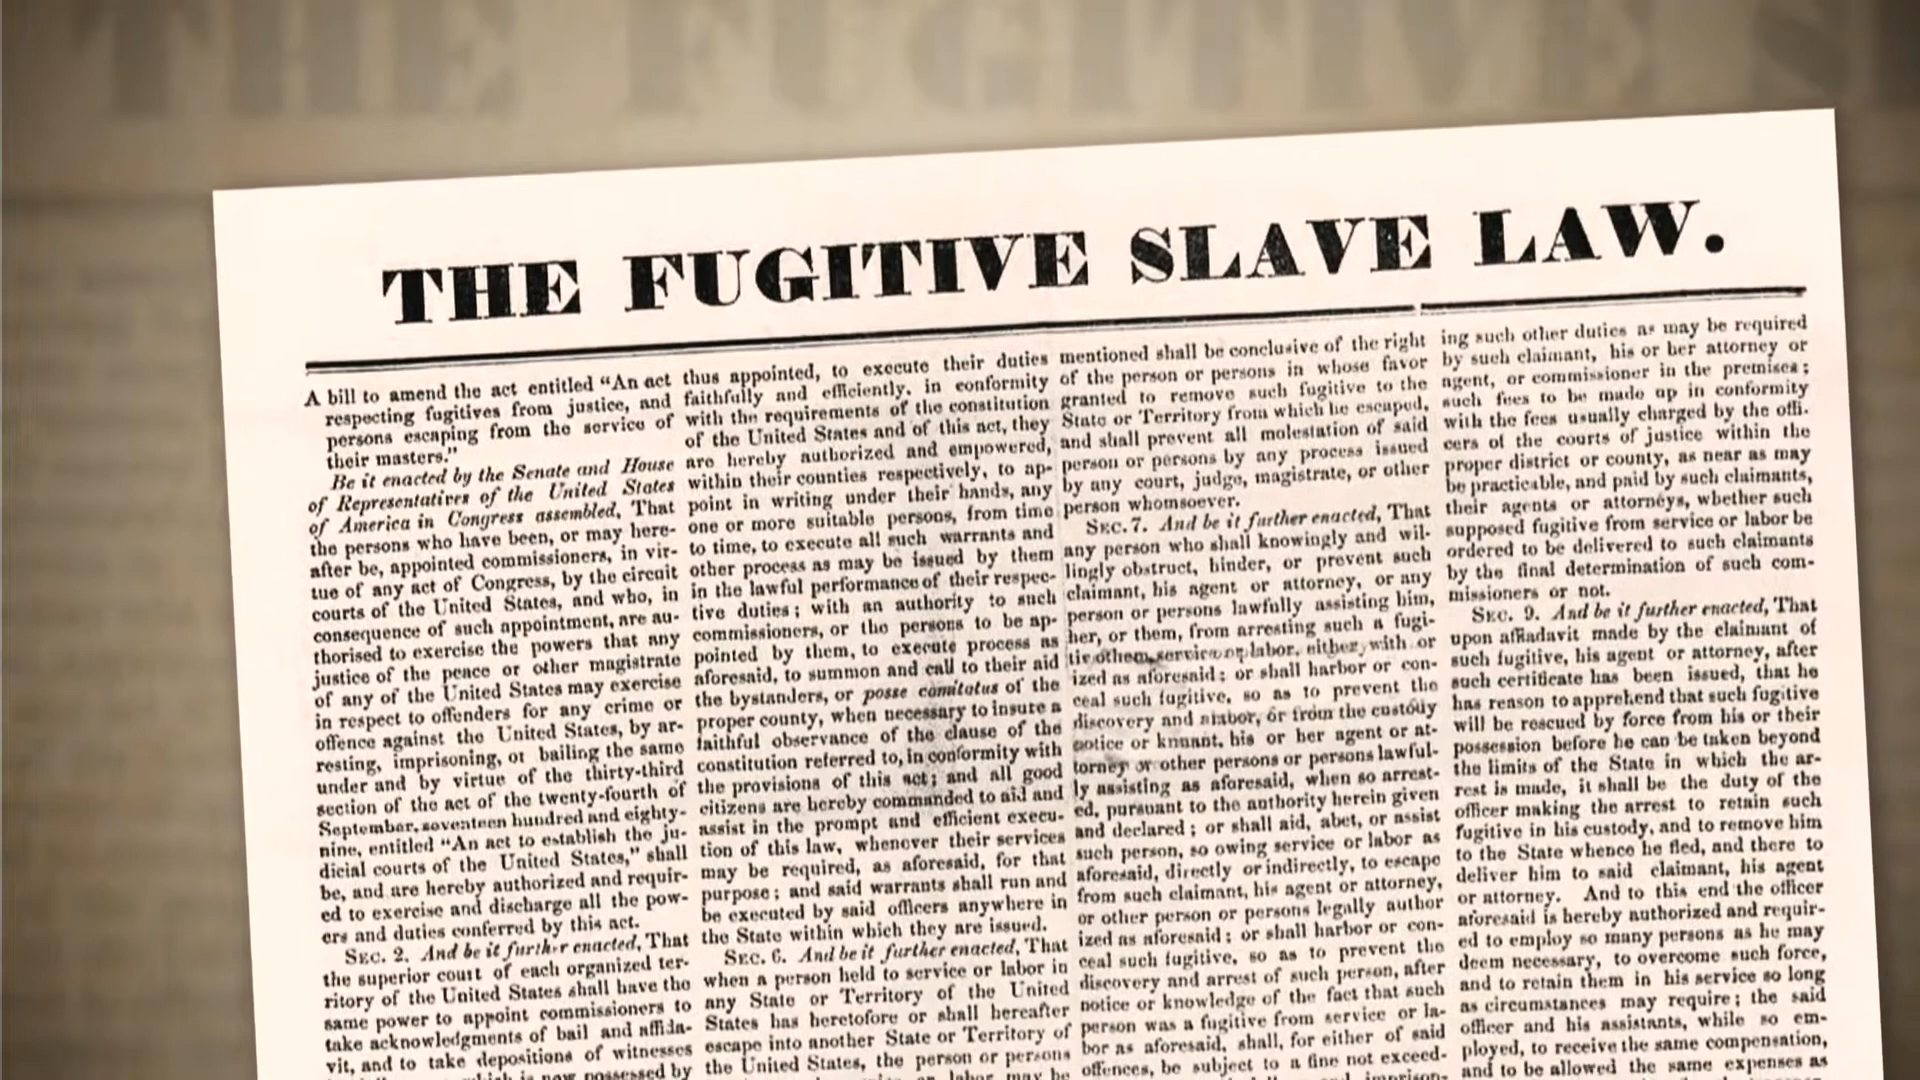 THE FUGITIVE S
THE FUGITIVE SLAVE LAW.
A bill to amend the act entitled “An act
respecting fugitives from justice, and
persons escaping from the service of
their masters.”
Be it enacted by the Senate and House
of Representatives of the United States
of America in Congress assembled, That
the persons who have been, or may here-
after be, appointed commissioners, in vir-
tue of any act of Congress, by the circuit
courts of the United States, and who, in
consequence of such appointment, are au-
thorised to exercise the powers that any
justice of the peace or other magistrate
of any of the United States may exercise
in respect to offenders for any crime or
offence against the United States, by ar-
resting, imprisoning, or bailing the same
under and by virtue of the thirty-third
section of the act of the twenty-fourth of
September, seventeen hundred and eighty-
nine, entitled “An act to establish the ju-
dicial courts of the United States,” shall
be, and are hereby authorized and requir-
ed to exercise and discharge all the pow-
ers and duties conferred by this act.
SEC. 2. And be it further enacted, That
the superior court of each organized ter-
ritory of the United States shall have the
same power to appoint commissioners to
take acknowledgments of bail and affida-
vit, and to take depositions of witnesses
which is now possessed by
thus appointed, to execute their duties
faithfully and efficiently, in conformity
with the requirements of the constitution
of the United States and of this act, they
are hereby authorized and empowered,
within their counties respectively, to ap-
point in writing under their hands, any
one or more suitable persons, from time
to time, to execute all such warrants and
other process as may be issued by them
in the lawful performance of their respec-
tive duties; with an authority to such
commissioners, or the persons to be ap-
pointed by them, to execute process as
aforesaid, to summon and call to their aid
the bystanders, or posse comitatus of the
proper county, when necessary to insure a
faithful observance of the clause of the
constitution referred to, in conformity with
the provisions of this act; and all good
citizens are hereby commanded to aid and
assist in the prompt and efficient execu-
tion of this law, whenever their services
may be required, as aforesaid, for that
purpose; and said warrants shall run and
be executed by said officers anywhere in
the State within which they are issued.
SEC. 6. And be it further enacted, That
when a person held to service or labor in
any State or Territory of the United
States has heretofore or shall hereafter
escape into another State or Territory of
the United States, the person or persons
labor may be
mentioned shall be conclusive of the right
of the person or persons in whose favor
granted to remove such fugitive to the
State or Territory from which he escaped,
and shall prevent all molestation of said
person or persons by any process issued
by any court, judge, magistrate, or other
person whomsoever.
SEC. 7. And be it further enacted, That
any person who shall knowingly and wil-
lingly obstruct, hinder, or prevent such
claimant, his agent or attorney, or any
person or persons lawfully assisting him,
her, or them, from arresting such a fugi-
service or labor, either with or
ized as aforesaid; or shall harbor or con-
ceal such fugitive, so as to prevent the
discovery and or from the custody
notice or his or her agent or at-
torney or other persons or persons lawful-
ly assisting as aforesaid, when so arrest-
ed, pursuant to the authority herein given
and declared; or shall aid, abet, or assist
such person, so owing service or labor as
aforesaid, directly or indirectly, to escape
from such claimant, his agent or attorney,
or other person or persons legally author
ized as aforesaid; or shall harbor or con-
ceal such fugitive, so as to prevent the
discovery and arrest of such person, after
notice or knowledge of the fact that such
person was a fugitive from service or la-
bor as aforesaid, shall, for either of said
offences, be subject to a fine not exceed-
imprison-
ing such other duties as may be required
by such claimant, his or her attorney or
agent, or commissioner in the premises;
such fees to be made up in conformity
with the fees usually charged by the offi-
cers of the courts of justice within the
proper district or county, as near as may
be practicable, and paid by such claimants,
their agents or attorneys, whether such
supposed fugitive from service or labor be
ordered to be delivered to such claimants
by the final determination of such com-
missioners or not.
SEC. 9. And be it further enacted, That
upon affadavit made by the claimant of
such fugitive, his agent or attorney, after
such certificate has been issued, that he
has reason to apprehend that such fugitive
will be rescued by force from his or their
possession before he can be taken beyond
the limits of the State in which the ar-
rest is made, it shall be the duty of the
officer making the arrest to retain such
fugitive in his custody, and to remove him
to the State whence he fled, and there to
deliver him to said claimant, his agent
or attorney. And to this end the officer
aforesaid is hereby authorized and requir-
ed to employ so many persons as he may
deem necessary, to overcome such force,
and to retain them in his service so long
as circumstances may require; the said
officer and his assistants, while so em-
ployed, to receive the same compensation,
and to be allowed the same expenses as